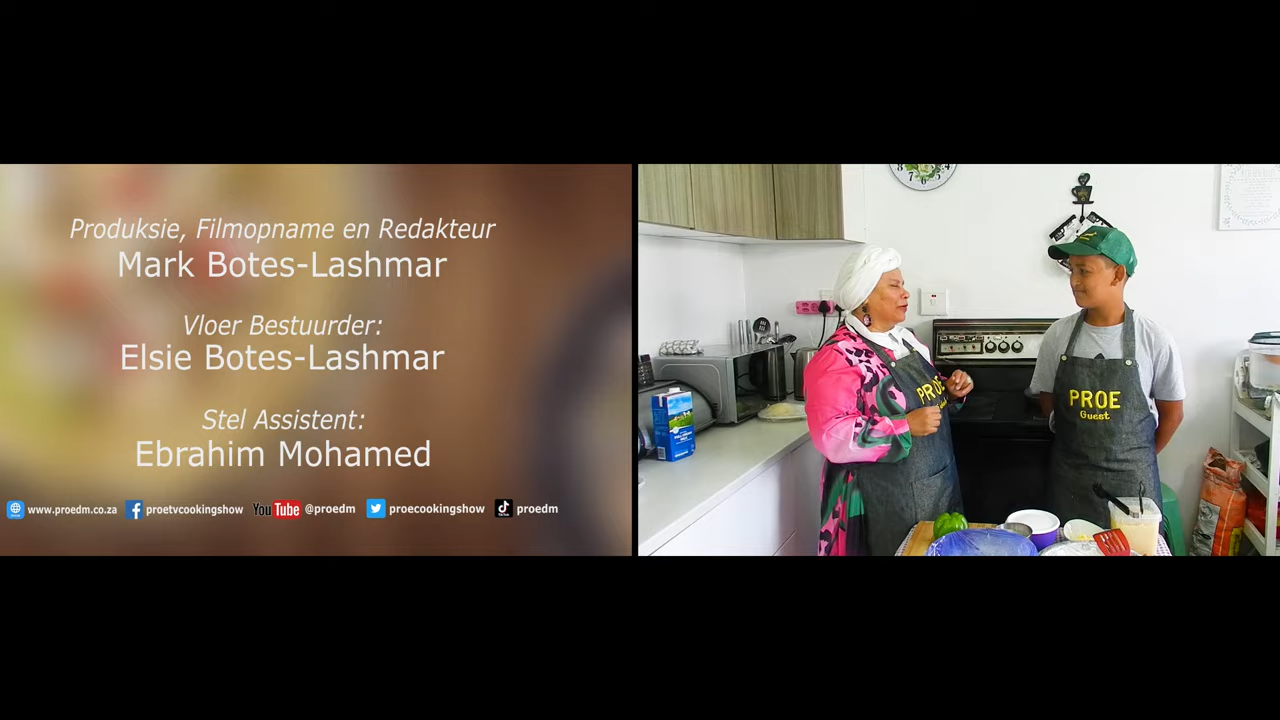 Produksie, Filmopname en Redakteur
Mark Botes-Lashmar
Vloer Bestuurder:
Elsie Botes-Lashmar
Stel Assistent:
Ebrahim Mohamed
www.proedm.co.za proetvcookingshow YouTube @proedm proecookingshow proedm
PROE
PROE
Guest